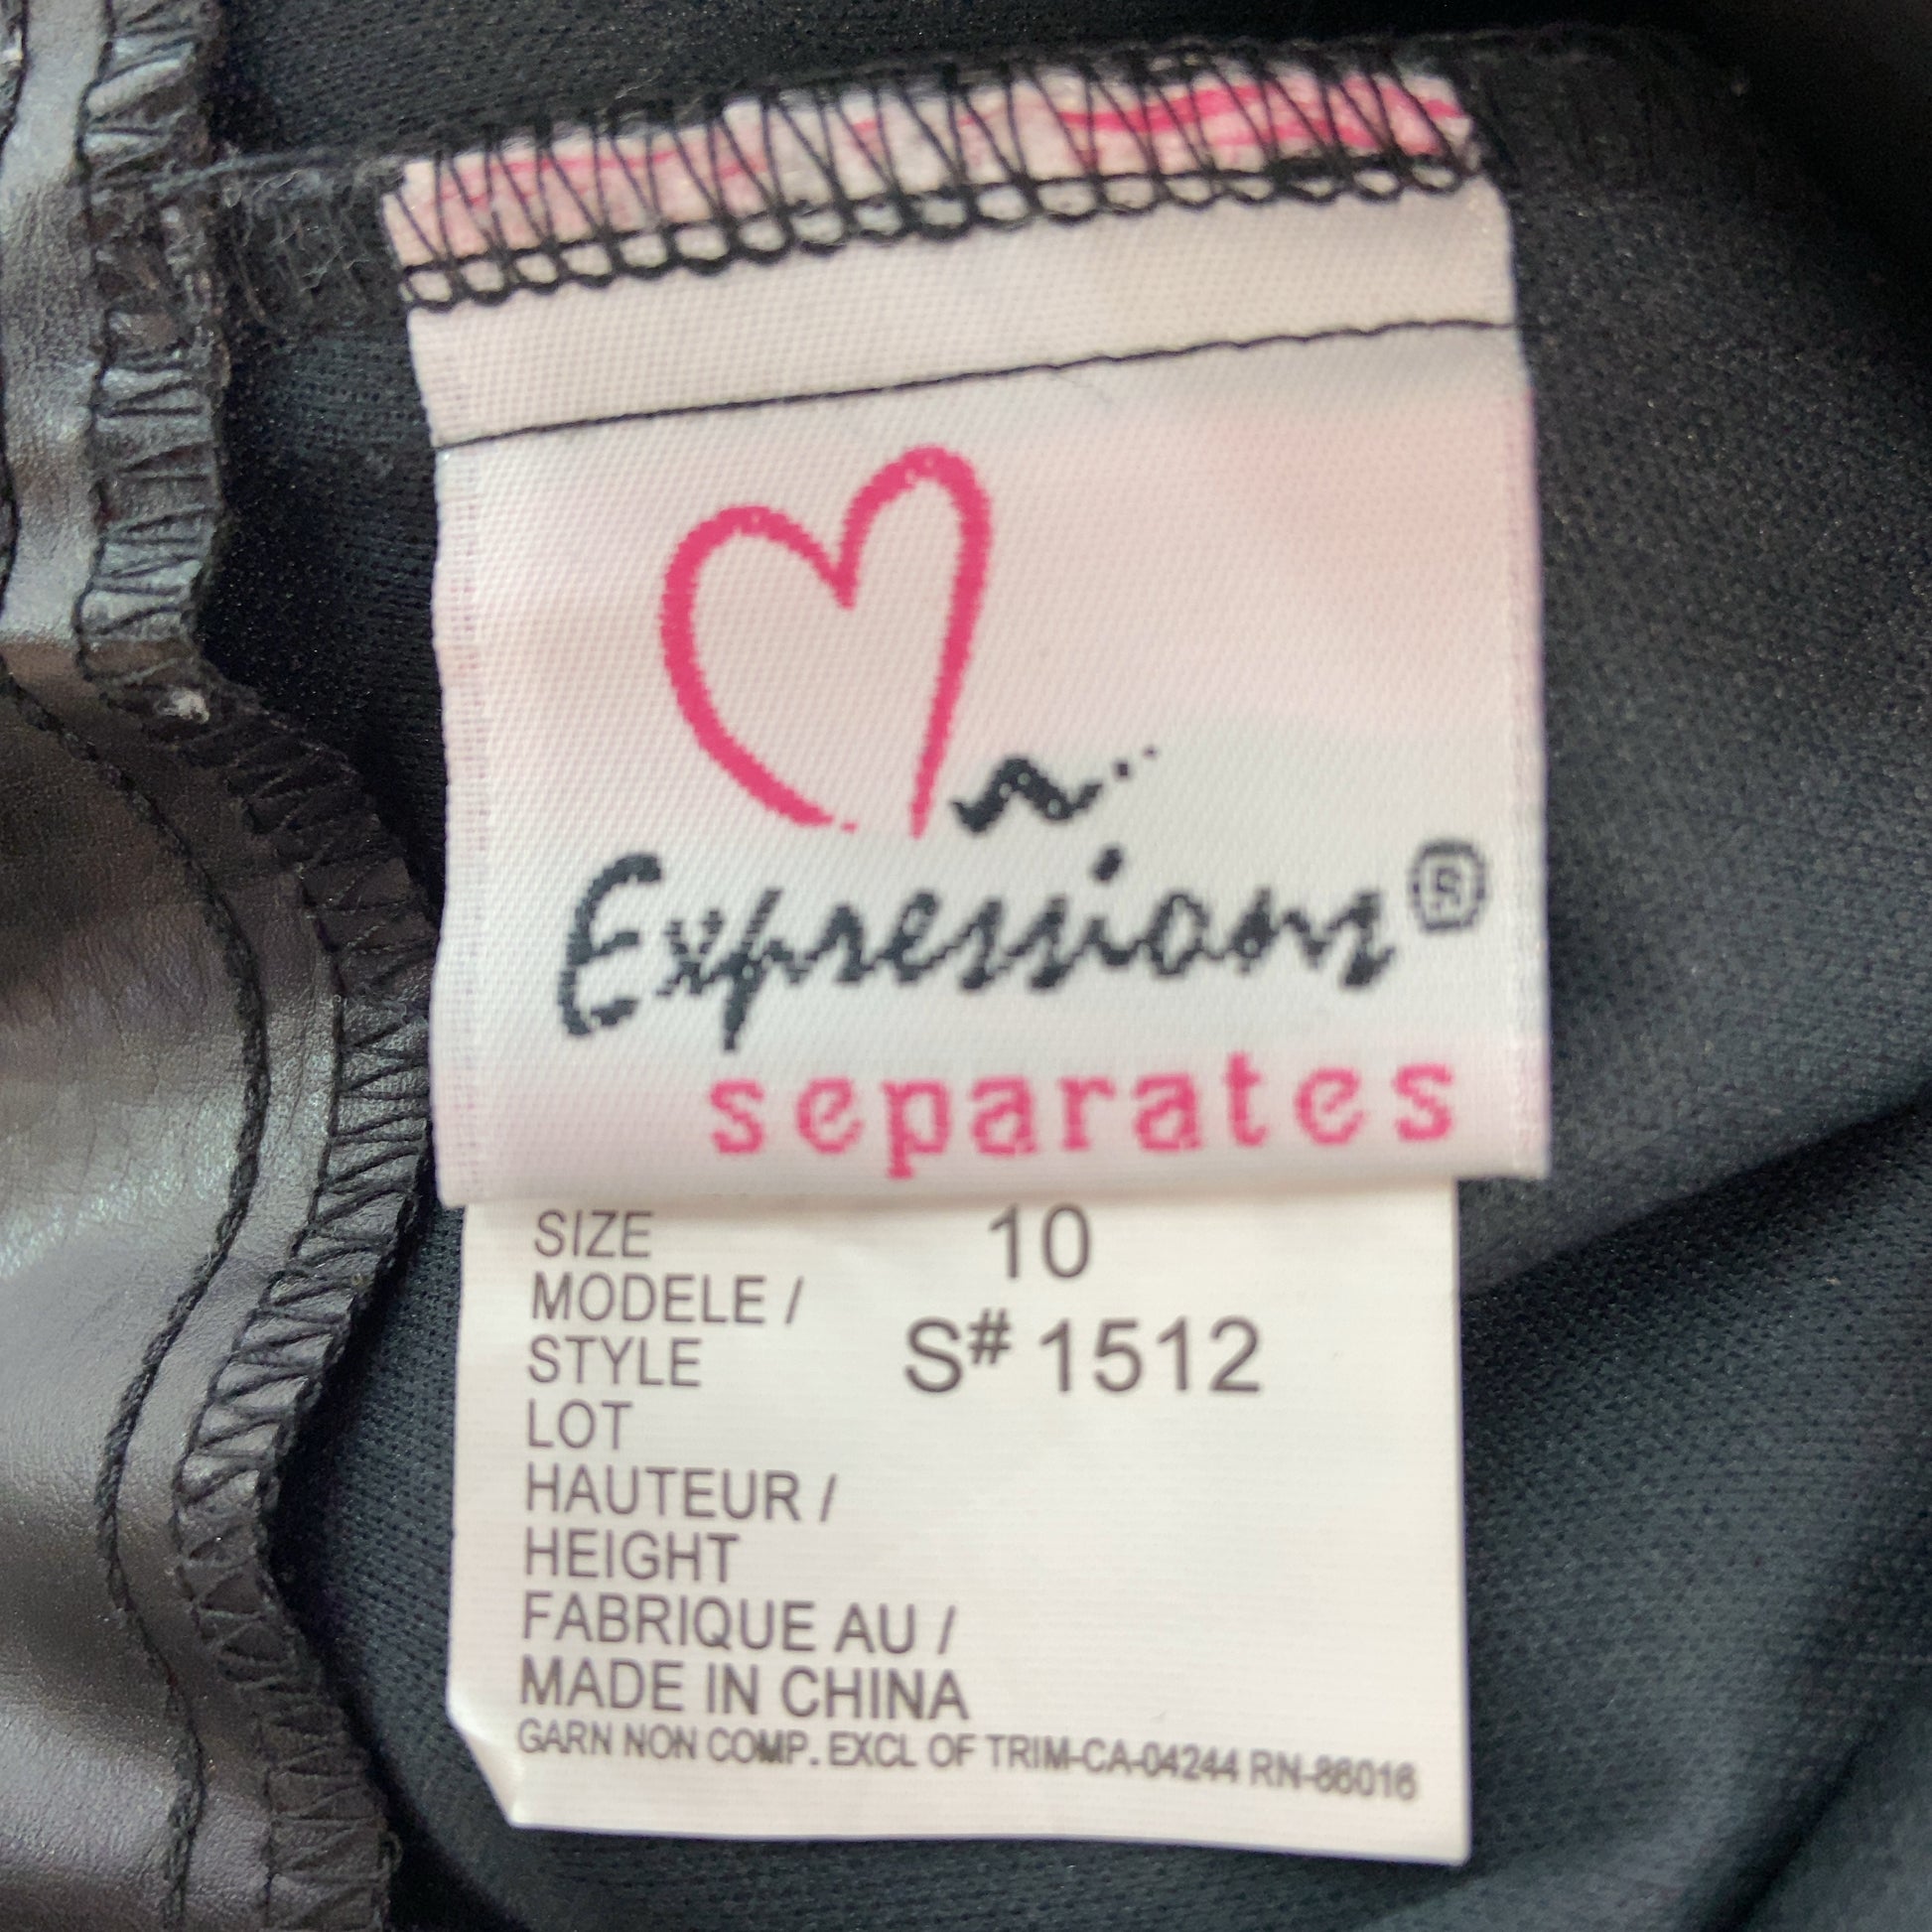 Expressions®
separates
SIZE 10
MODELE /
STYLE S# 1512
LOT
HAUTEUR /
HEIGHT
FABRIQUE AU /
MADE IN CHINA
GARN NON COMP. EXCL OF TRIM-CA-04244 RN-86016